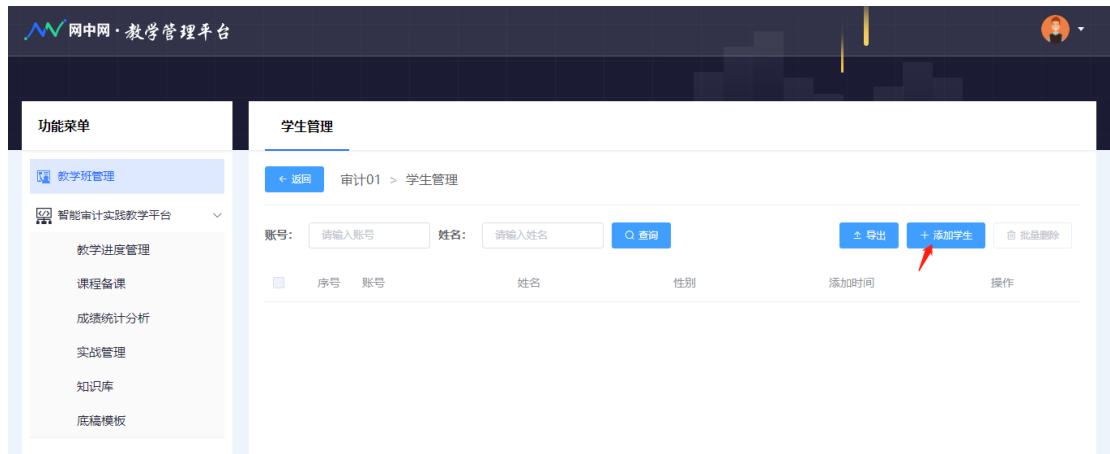 网中网·教学管理平台
功能菜单
学生管理
教学班管理
返回 审计01 > 学生管理
智能审计实践教学平台
账号： 请输入账号 姓名： 请输入姓名 查询 导出 + 添加学生 批量删除
教学进度管理
序号 账号 姓名 性别 添加时间 操作
课程备课
成绩统计分析
实战管理
知识库
底稿模板